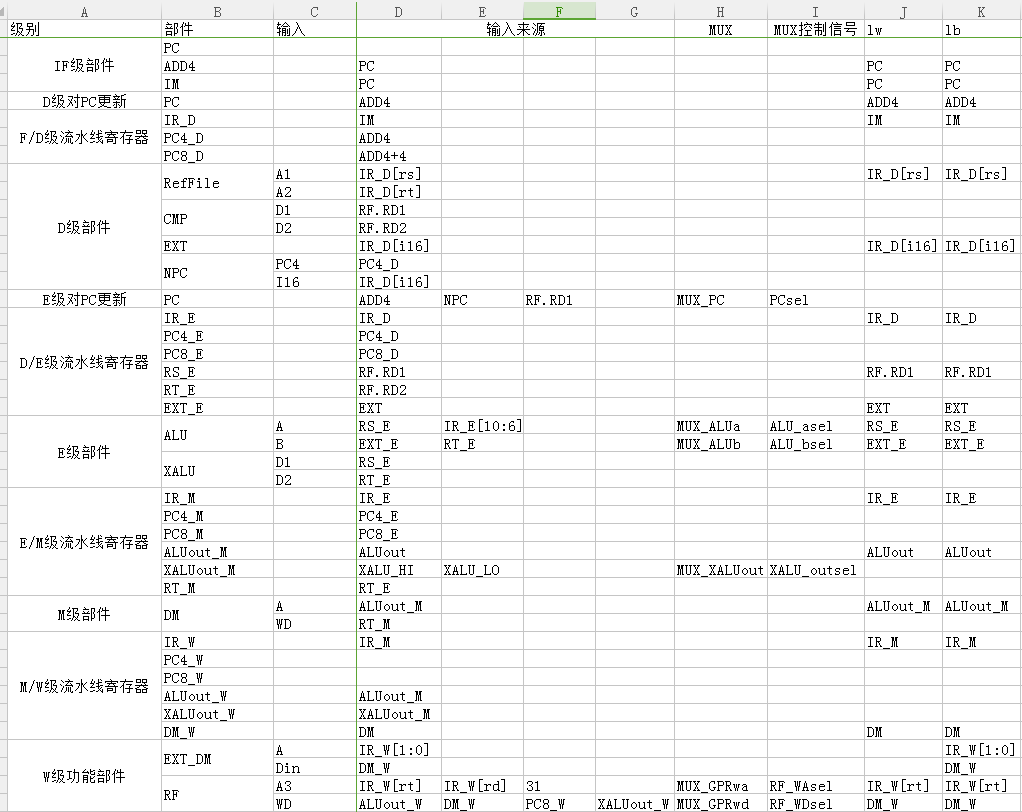 A B C D E F G H I J K
级别 部件 输入 输入来源 MUX MUX控制信号 lw lb
IF级部件 PC
ADD4 PC PC PC
IM PC PC PC
D级对PC更新 PC ADD4 ADD4 ADD4
F/D级流水线寄存器 IR_D IM IM IM
PC4_D ADD4
PC8_D ADD4+4
D级部件 RefFile A1 IR_D[rs] IR_D[rs] IR_D[rs]
A2 IR_D[rt]
CMP D1 RF.RD1
D2 RF.RD2
EXT IR_D[i16] IR_D[i16] IR_D[i16]
NPC PC4 PC4_D
I16 IR_D[i16]
E级对PC更新 PC ADD4 NPC RF.RD1 MUX_PC PCsel
D/E级流水线寄存器 IR_E IR_D IR_D IR_D
PC4_E PC4_D
PC8_E PC8_D
RS_E RF.RD1 RF.RD1 RF.RD1
RT_E RF.RD2
EXT_E EXT EXT EXT
E级部件 ALU A RS_E IR_E[10:6] MUX_ALUa ALU_asel RS_E RS_E
B EXT_E RT_E MUX_ALUb ALU_bsel EXT_E EXT_E
XALU D1 RS_E
D2 RT_E
E/M级流水线寄存器 IR_M IR_E IR_E IR_E
PC4_M PC4_E
PC8_M PC8_E
ALUout_M ALUout ALUout ALUout
XALUout_M XALU_HI XALU_LO MUX_XALUout XALU_outsel
RT_M RT_E
M级部件 DM A ALUout_M ALUout_M ALUout_M
WD RT_M
M/W级流水线寄存器 IR_W IR_M IR_M IR_M
PC4_W
PC8_W
ALUout_W ALUout_M
XALUout_W XALUout_M
DM_W DM DM DM
W级功能部件 EXT_DM A IR_W[1:0] IR_W[1:0]
Din DM_W DM_W
RF A3 IR_W[rt] IR_W[rd] 31 MUX_GPRwa RF_WAsel IR_W[rt] IR_W[rt]
WD ALUout_W DM_W PC8_W XALUout_W MUX_GPRwd RF_WDsel DM_W DM_W